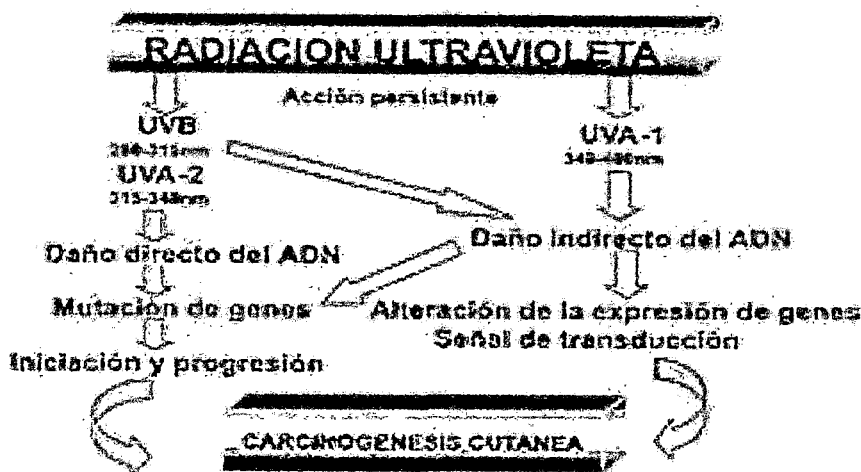 RADIACION ULTRAVIOLETA
Acción persistente
UVB
UVA-2
Daño directo del ADN
Mutación de genes
Iniciación y progresión
UVA-1
Daño indirecto del ADN
Alteración de la expresión de genes
Señal de transducción
CARCINOGENESIS CUTANEA